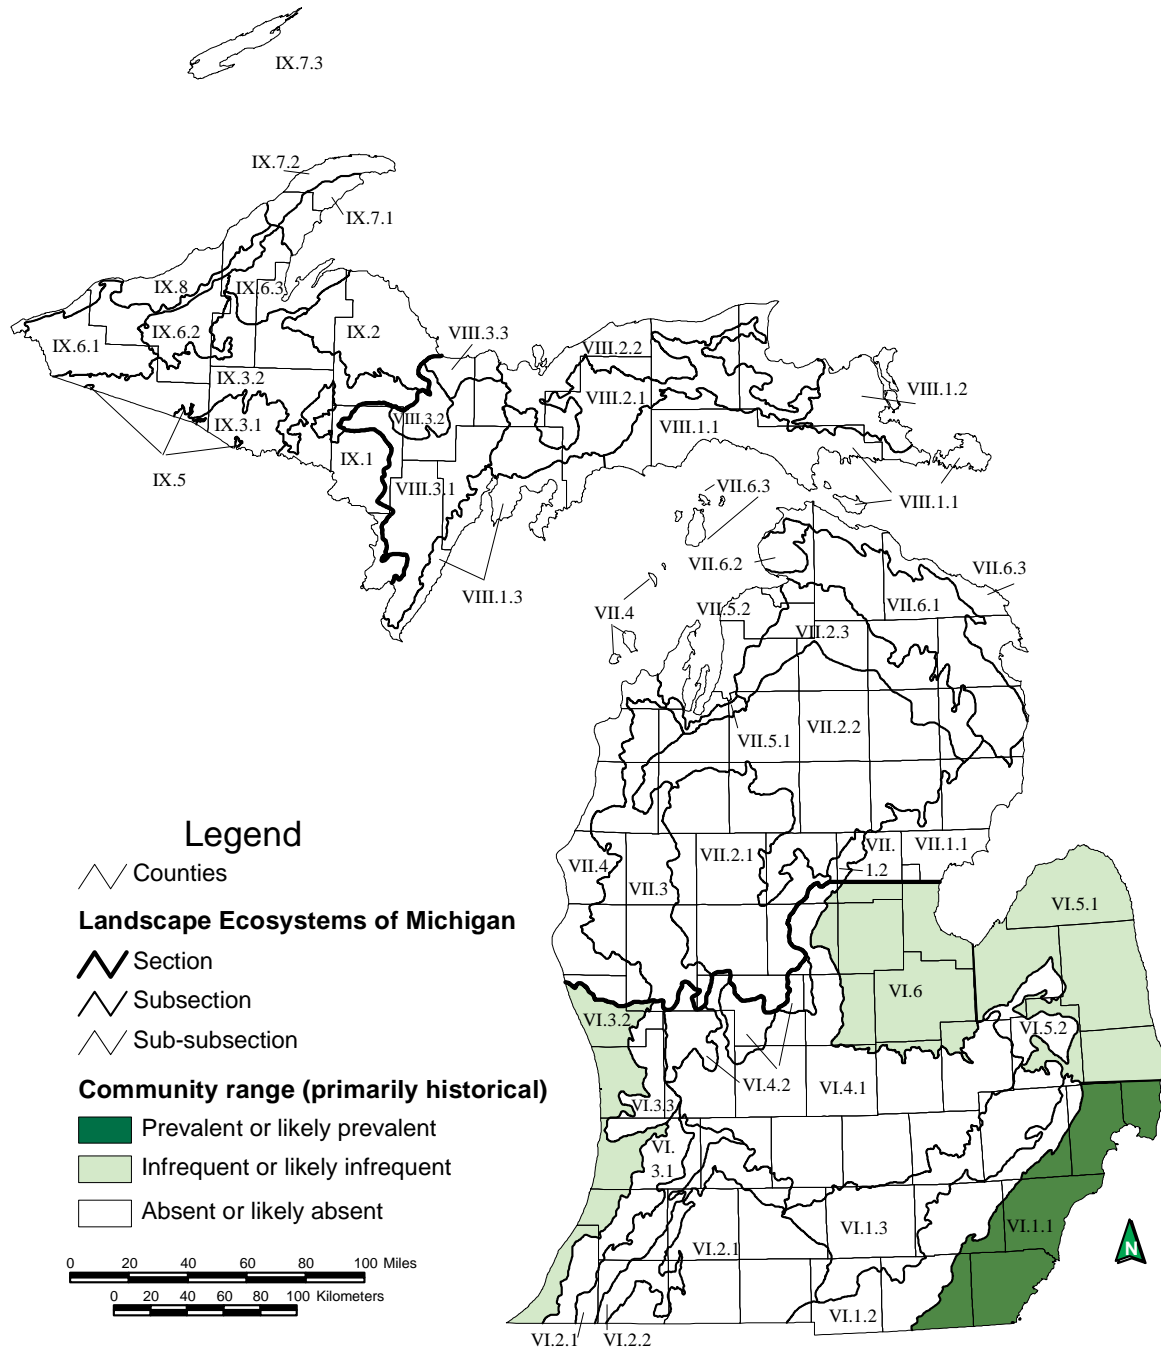 IX.7.3
IX.7.2
IX.7.1
IX.8
IX.6.3
IX.6.2
IX.6.1
IX.2
VIII.3.3
VIII.2.2
VIII.1.2
IX.3.2
VIII.2.1
IX.3.1
VIII.3.2
VIII.1.1
IX.1
IX.5
VIII.3.1
VII.6.3
VIII.1.1
VII.6.2
VII.6.3
VIII.1.3
VII.4
VII.5.2
VII.6.1
VII.2.3
VII.5.1
VII.2.2
VII.4
VII.3
VII.2.1
VII.
1.2
VII.1.1
VI.5.1
VI.6
VI.3.2
VI.5.2
VI.4.2
VI.4.1
VI.3.3
VI.
3.1
VI.1.3
VI.1.1
VI.2.1
VI.1.2
VI.2.1
VI.2.2
Legend
Counties
Landscape Ecosystems of Michigan
Section
Subsection
Sub-subsection
Community range (primarily historical)
Prevalent or likely prevalent
Infrequent or likely infrequent
Absent or likely absent
0 20 40 60 80 100 Miles
0 20 40 60 80 100 Kilometers
N